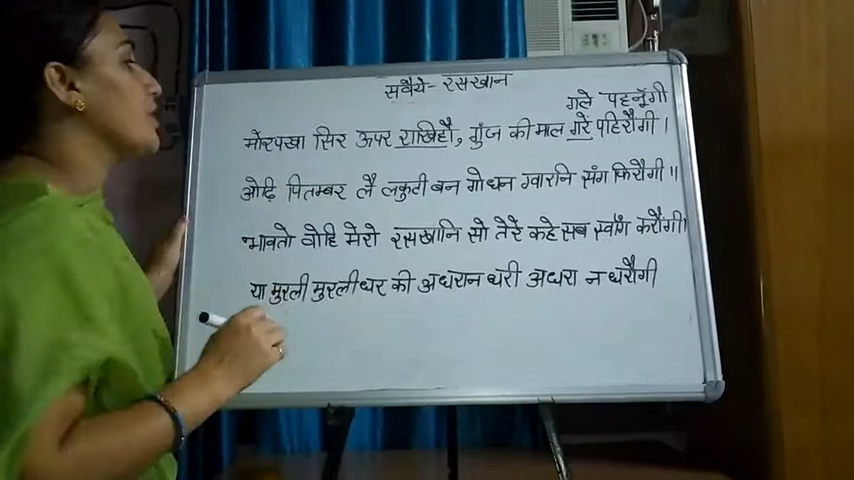 सवैये- रसखान
गले पहनूँगी
मोरपखा सिर ऊपर राखिहौ, गुंज की माल गरें पहिरौगी।
ओढ़ि पितम्बर लै लकुटी बन गोधन ग्वारनि संग फिरौगी॥
भावतो वोहि मेरो रसखानि सो तेरे कहे सब स्वाँग करौंगी।
या मुरली मुरलीधर की अधरान धरी अधरा न धरौगी